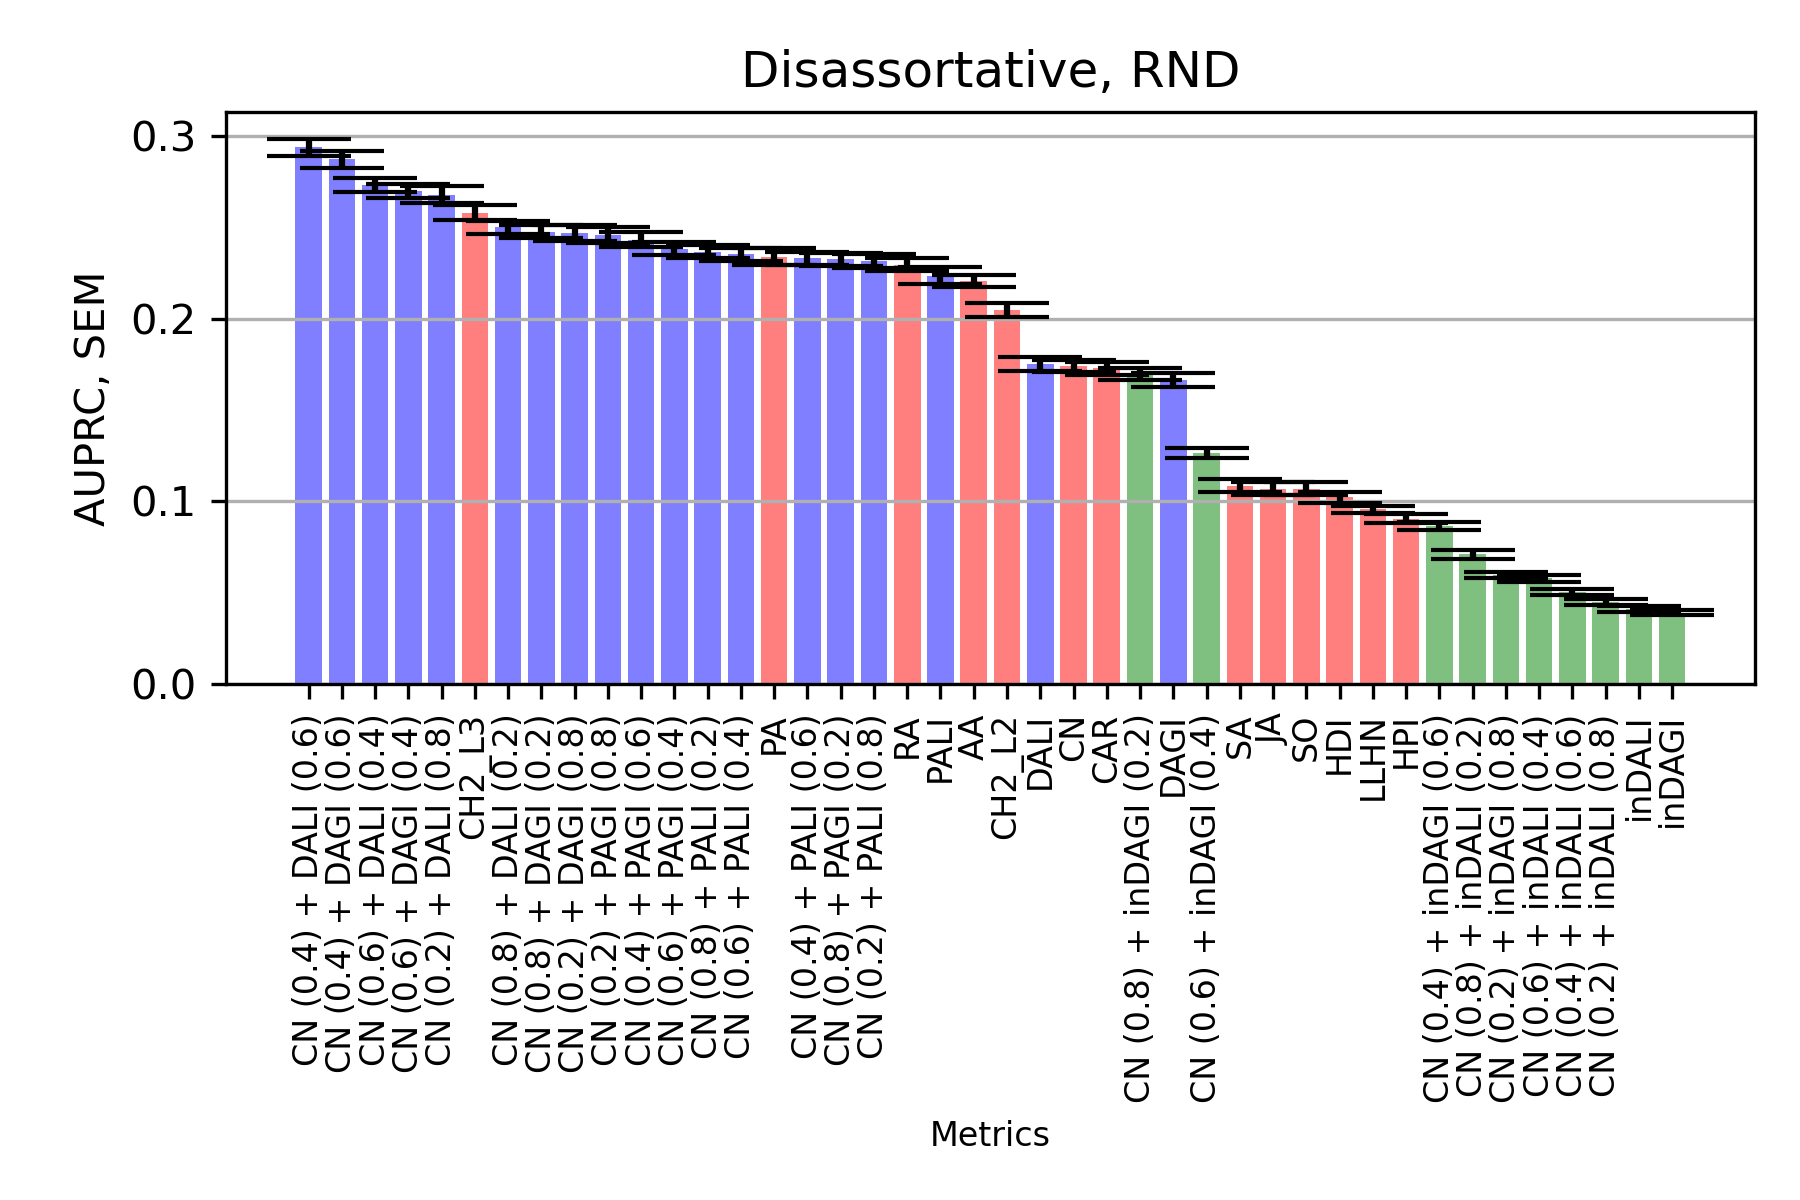 Disassortative, RND
AUPRC, SEM
0.3
0.2
0.1
0.0
CN (0.4) + DALI (0.6)
CN (0.4) + DAGI (0.6)
CN (0.6) + DALI (0.4)
CN (0.6) + DAGI (0.4)
CN (0.2) + DALI (0.8)
CH2_L3
CN (0.8) + DALI (0.2)
CN (0.8) + DAGI (0.2)
CN (0.2) + DAGI (0.8)
CN (0.2) + PAGI (0.8)
CN (0.4) + PAGI (0.6)
CN (0.6) + PAGI (0.4)
CN (0.8) + PALI (0.2)
CN (0.6) + PALI (0.4)
PA
CN (0.4) + PALI (0.6)
CN (0.8) + PAGI (0.2)
CN (0.2) + PALI (0.8)
RA
PALI
AA
CH2_L2
DALI
CN
CAR
CN (0.8) + inDAGI (0.2)
DAGI
CN (0.6) + inDAGI (0.4)
SA
JA
SO
HDI
LLHN
HPI
CN (0.4) + inDAGI (0.6)
CN (0.8) + inDALI (0.2)
CN (0.2) + inDAGI (0.8)
CN (0.6) + inDALI (0.4)
CN (0.4) + inDALI (0.6)
CN (0.2) + inDALI (0.8)
inDALI
inDAGI
Metrics